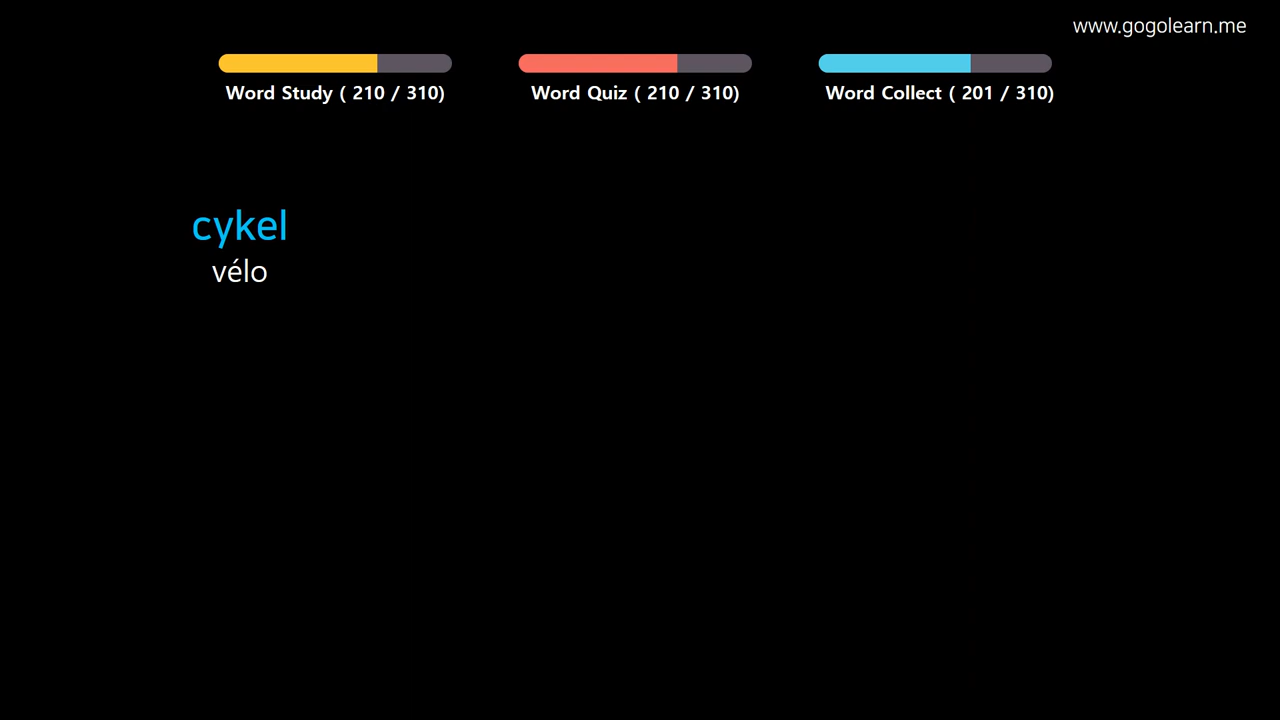 www.gogolearn.me
Word Study ( 210 / 310)
Word Quiz ( 210 / 310)
Word Collect ( 201 / 310)
cykel
vélo